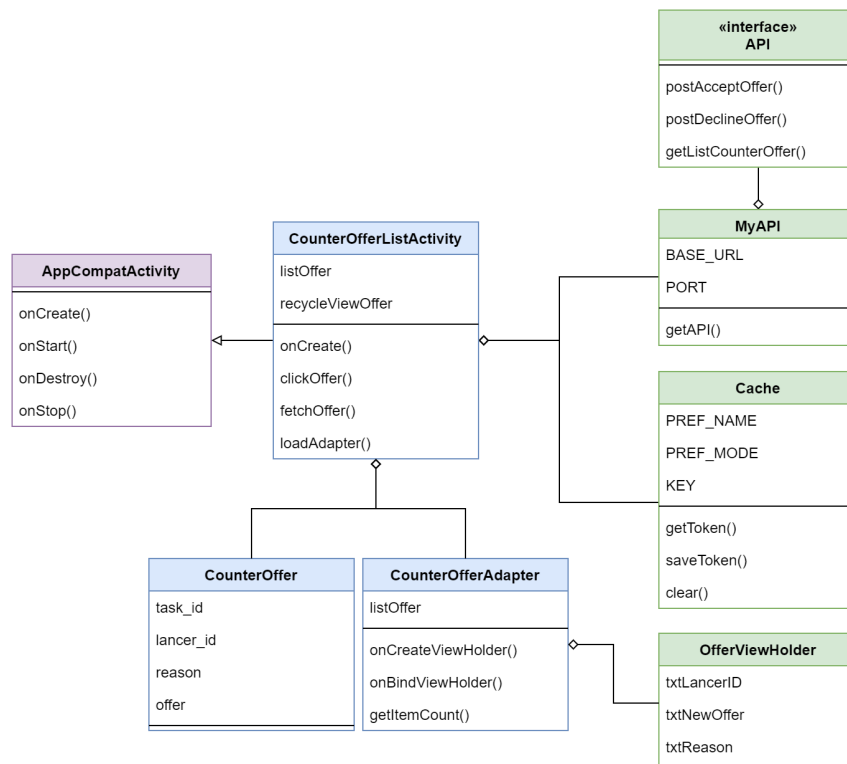 «interface»
API
postAcceptOffer()
postDeclineOffer()
getListCounterOffer()
MyAPI
BASE_URL
PORT
getAPI()
CounterOfferListActivity
listOffer
recycleViewOffer
onCreate()
clickOffer()
fetchOffer()
loadAdapter()
AppCompatActivity
onCreate()
onStart()
onDestroy()
onStop()
Cache
PREF_NAME
PREF_MODE
KEY
getToken()
saveToken()
clear()
CounterOffer
task_id
lancer_id
reason
offer
CounterOfferAdapter
listOffer
onCreateViewHolder()
onBindViewHolder()
getItemCount()
OfferViewHolder
txtLancerID
txtNewOffer
txtReason